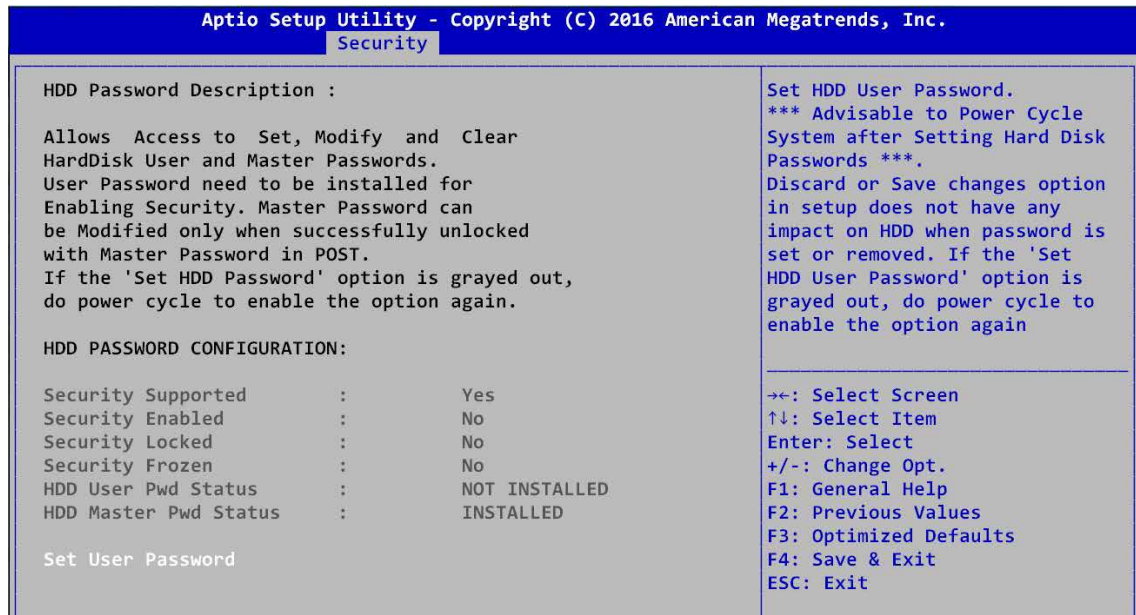 Aptio Setup Utility - Copyright (C) 2016 American Megatrends, Inc.
Security
HDD Password Description :
Allows Access to Set, Modify and Clear
HardDisk User and Master Passwords.
User Password need to be installed for
Enabling Security. Master Password can
be Modified only when successfully unlocked
with Master Password in POST.
If the 'Set HDD Password' option is grayed out,
do power cycle to enable the option again.
HDD PASSWORD CONFIGURATION:
Security Supported : Yes
Security Enabled : No
Security Locked : No
Security Frozen : No
HDD User Pwd Status : NOT INSTALLED
HDD Master Pwd Status : INSTALLED
Set User Password
Set HDD User Password.
*** Advisable to Power Cycle
System after Setting Hard Disk
Passwords ***.
Discard or Save changes option
in setup does not have any
impact on HDD when password is
set or removed. If the 'Set
HDD User Password' option is
grayed out, do power cycle to
enable the option again
→←: Select Screen
↑↓: Select Item
Enter: Select
+/-: Change Opt.
F1: General Help
F2: Previous Values
F3: Optimized Defaults
F4: Save & Exit
ESC: Exit